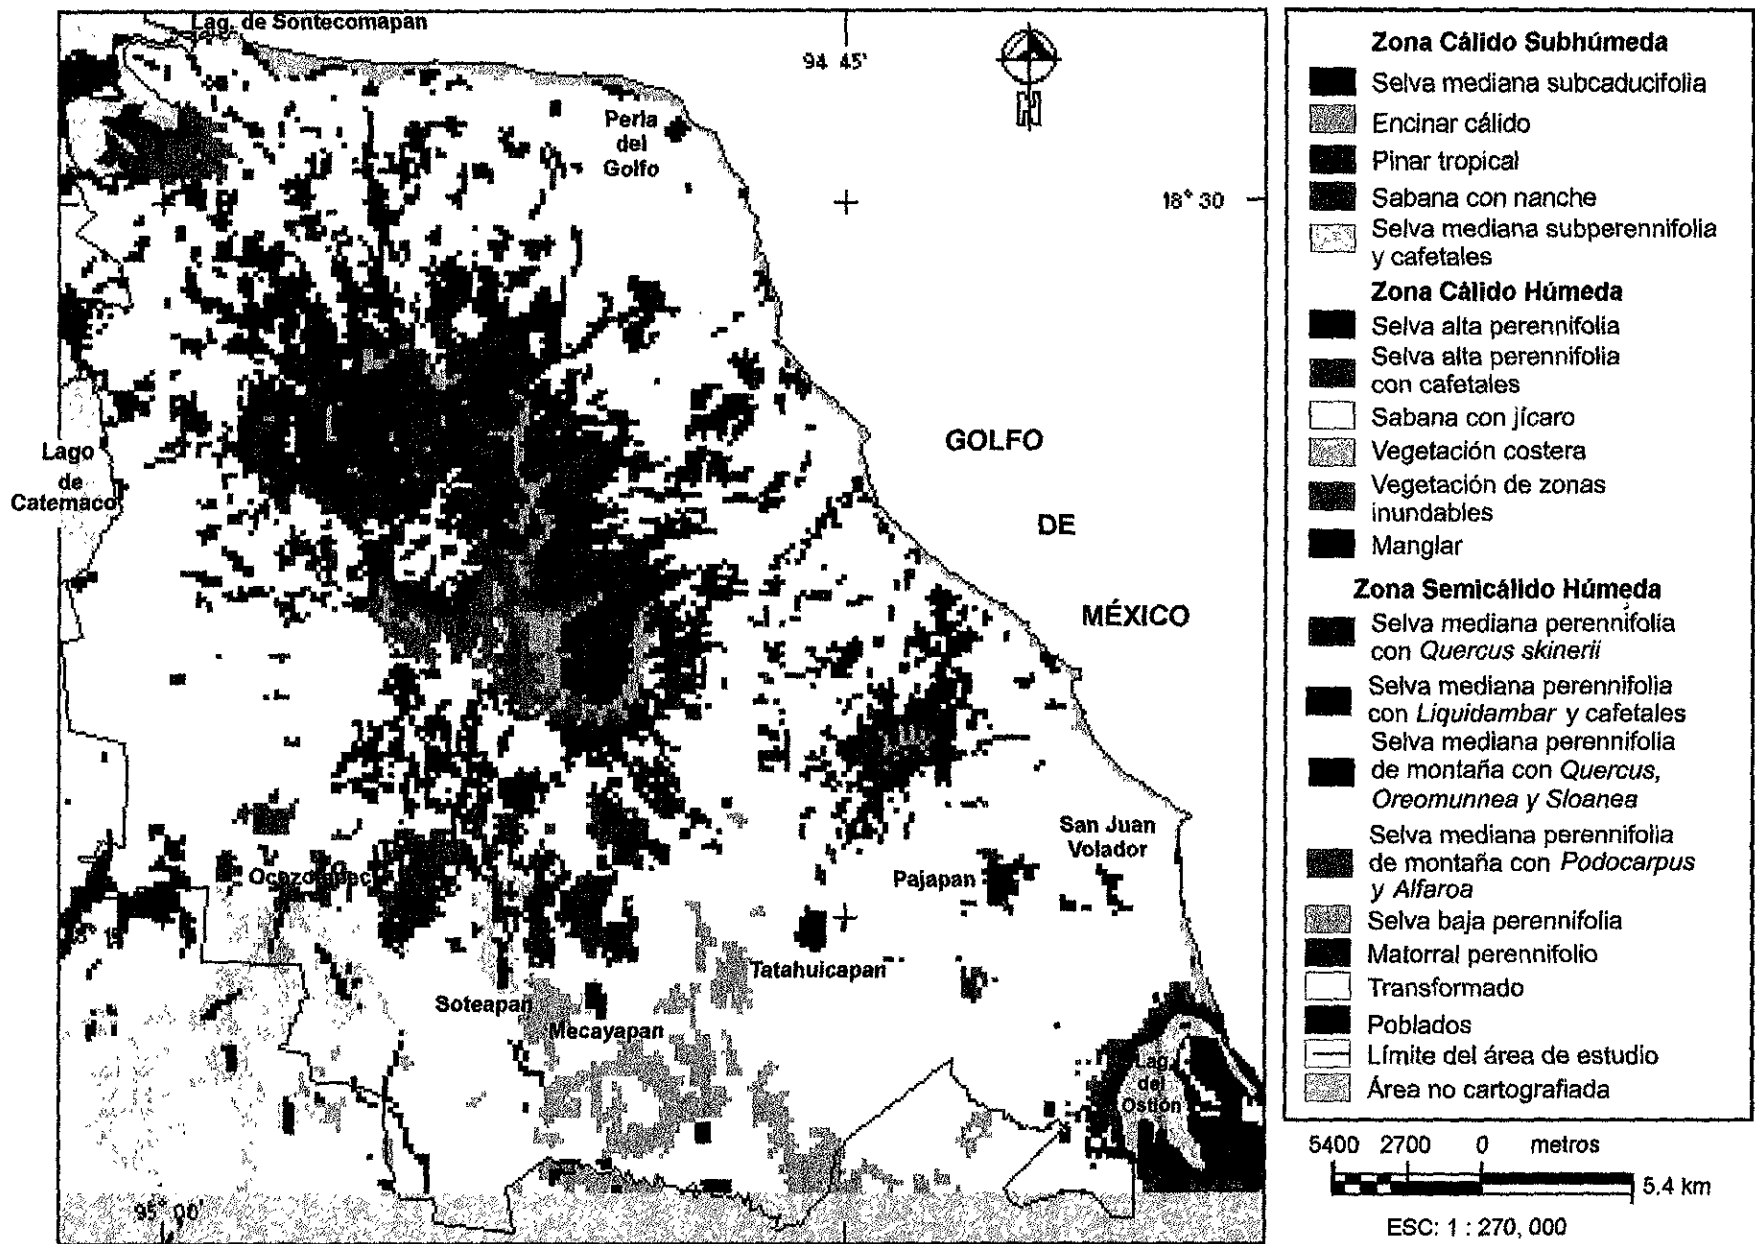 Lag. de Sontecomapan
94 45'
Perla
del
Golfo
18° 30
Lago
de
Catemaco
GOLFO
DE
MÉXICO
San Juan
Volador
Pajapan
Ocozotepec
Tatahuicapan
Soteapan
Mecayapan
Lag.
del
Ostión
95° 00'
Zona Cálido Subhúmeda
Selva mediana subcaducifolia
Encinar cálido
Pinar tropical
Sabana con nanche
Selva mediana subperennifolia
y cafetales
Zona Cálido Húmeda
Selva alta perennifolia
Selva alta perennifolia
con cafetales
Sabana con jícaro
Vegetación costera
Vegetación de zonas
inundables
Manglar
Zona Semicálido Húmeda
Selva mediana perennifolia
con Quercus skinerii
Selva mediana perennifolia
con Liquidambar y cafetales
Selva mediana perennifolia
de montaña con Quercus,
Oreomunnea y Sloanea
Selva mediana perennifolia
de montaña con Podocarpus
y Alfaroa
Selva baja perennifolia
Matorral perennifolio
Transformado
Poblados
Límite del área de estudio
Área no cartografiada
5400 2700 0 metros
5.4 km
ESC: 1 : 270, 000